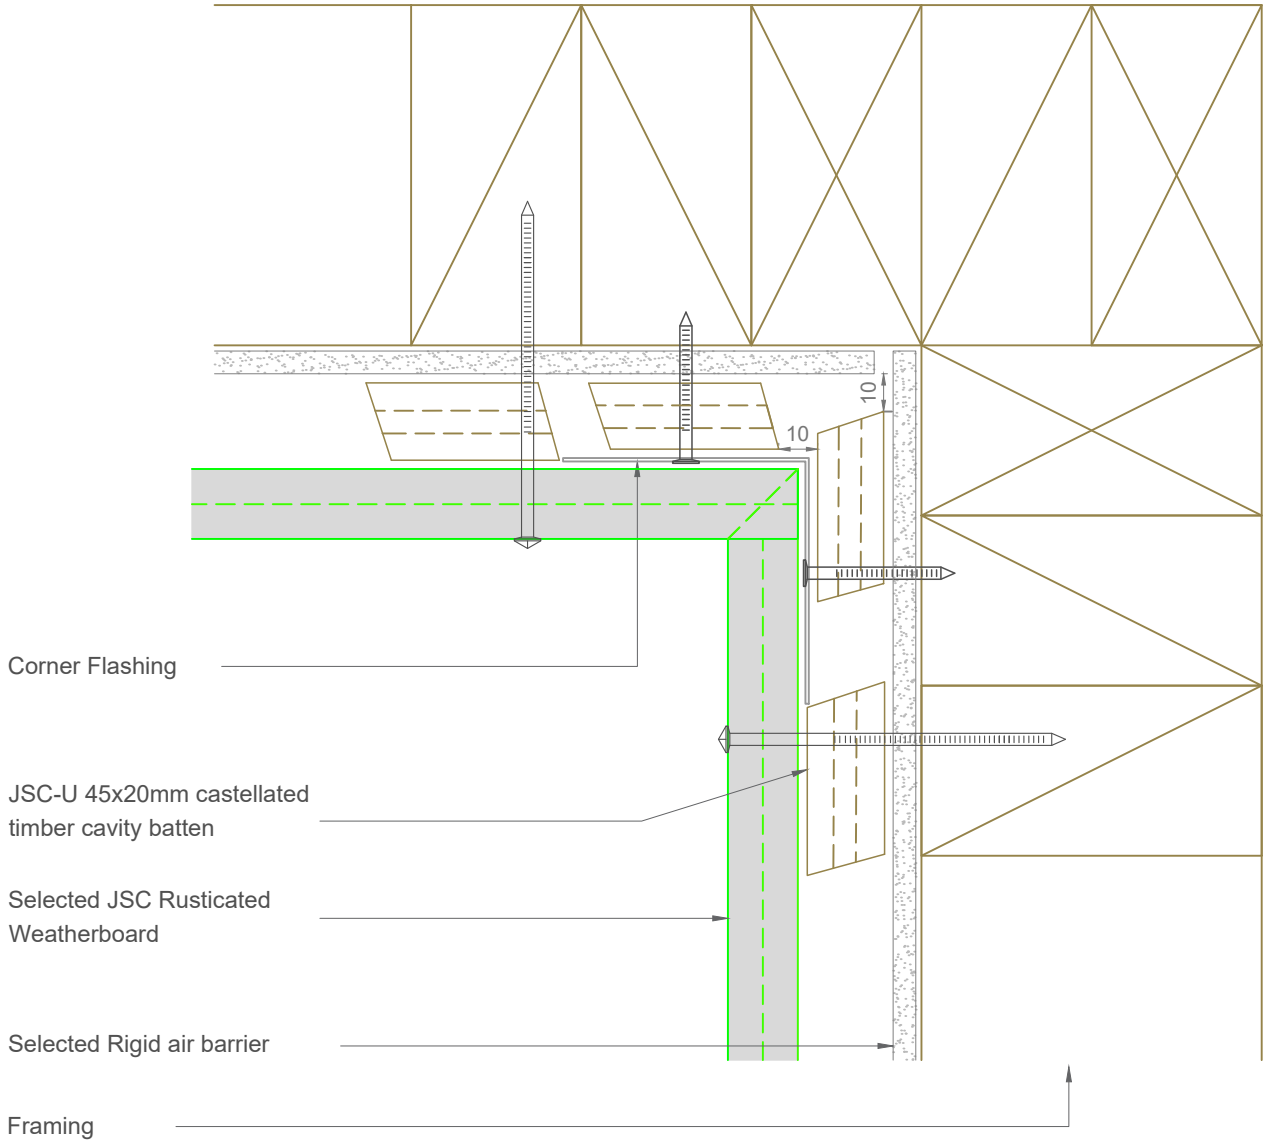 10
10
Corner Flashing
JSC-U 45x20mm castellated
timber cavity batten
Selected JSC Rusticated
Weatherboard
Selected Rigid air barrier
Framing